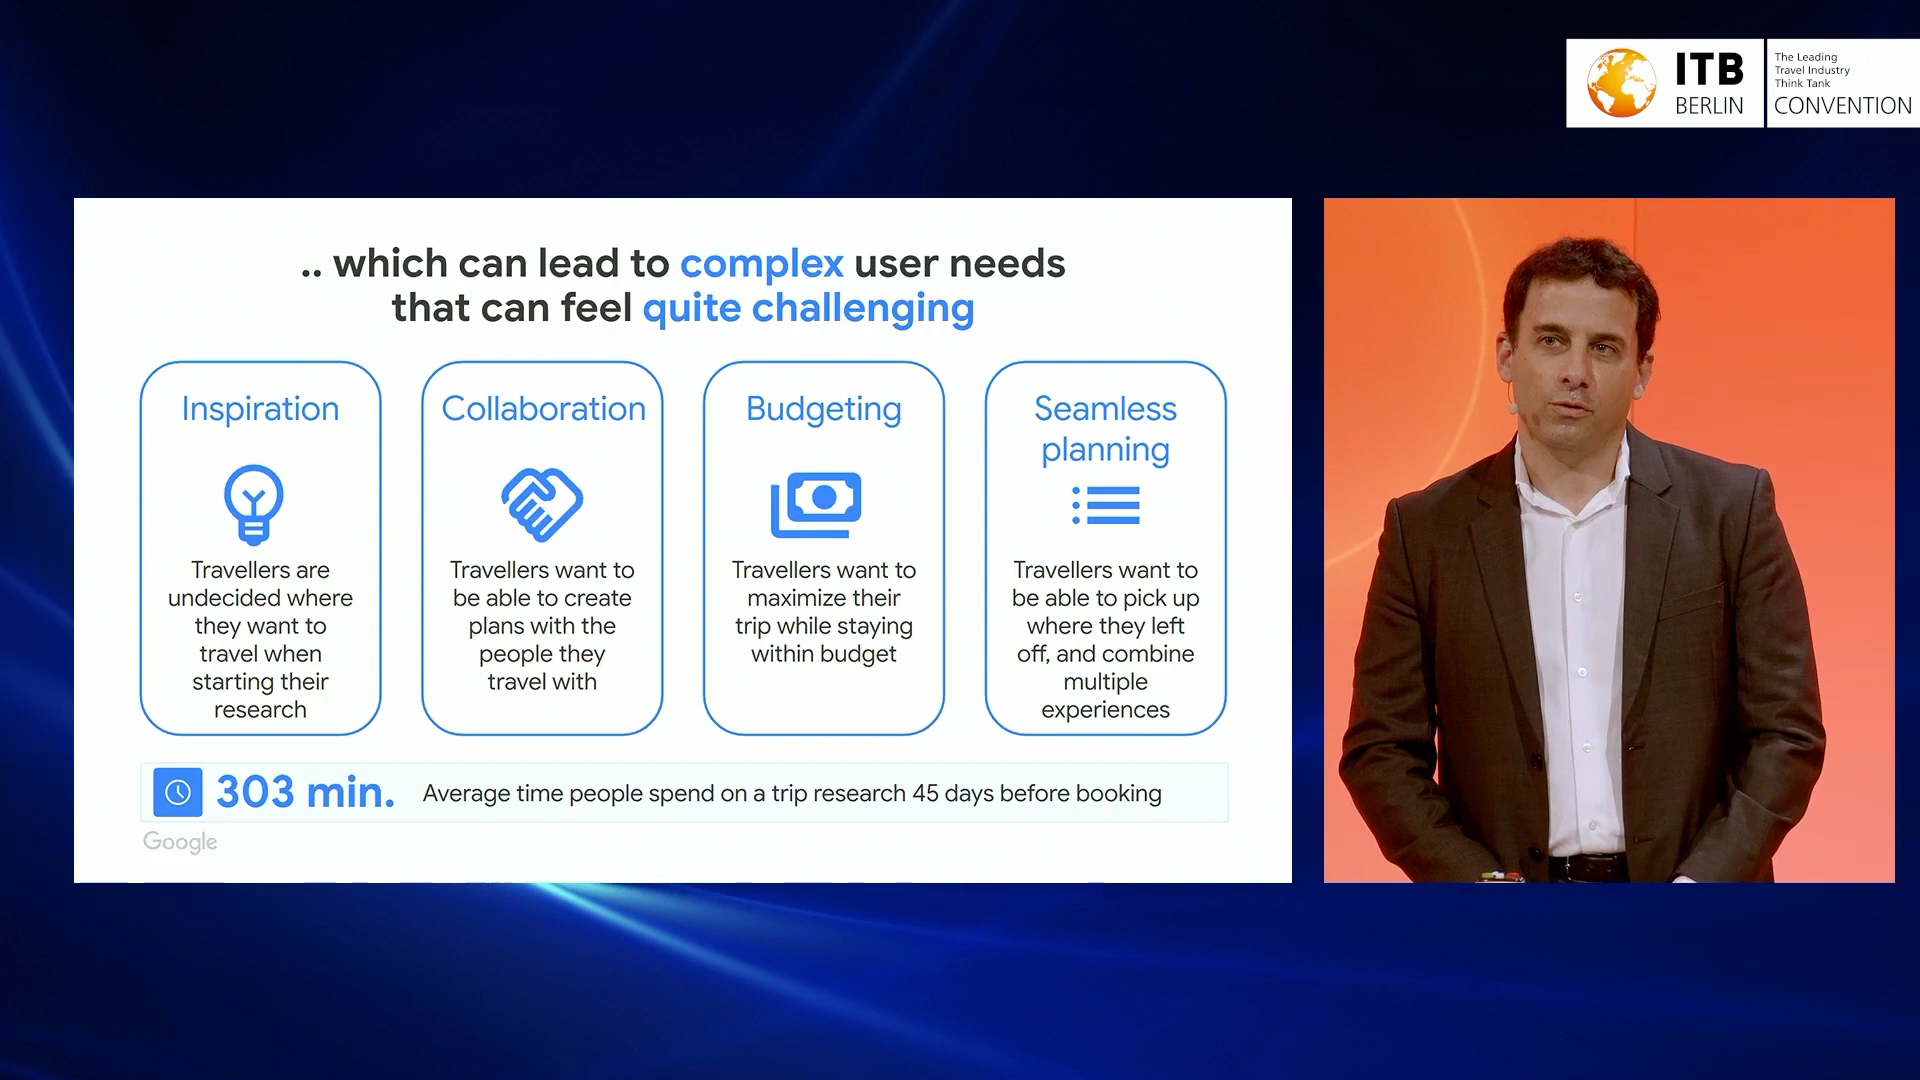 ITB
BERLIN
The Leading
Travel Industry
Think Tank
CONVENTION
.. which can lead to complex user needs
that can feel quite challenging
Inspiration
Travellers are
undecided where
they want to
travel when
starting their
research
Collaboration
Travellers want to
be able to create
plans with the
people they
travel with
Budgeting
Travellers want to
maximize their
trip while staying
within budget
Seamless
planning
Travellers want to
be able to pick up
where they left
off, and combine
multiple
experiences
303 min. Average time people spend on a trip research 45 days before booking
Google